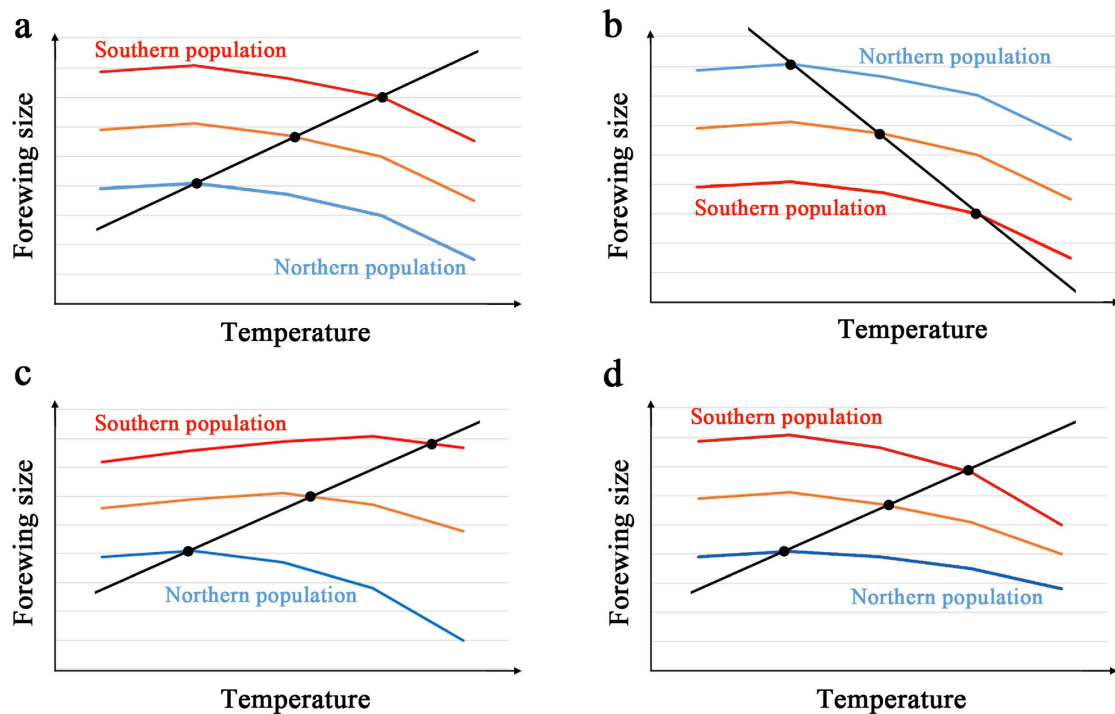 a
Southern population
Forewing size
Northern population
Temperature
b
Northern population
Forewing size
Southern population
Temperature
c
Southern population
Forewing size
Northern population
Temperature
d
Southern population
Forewing size
Northern population
Temperature